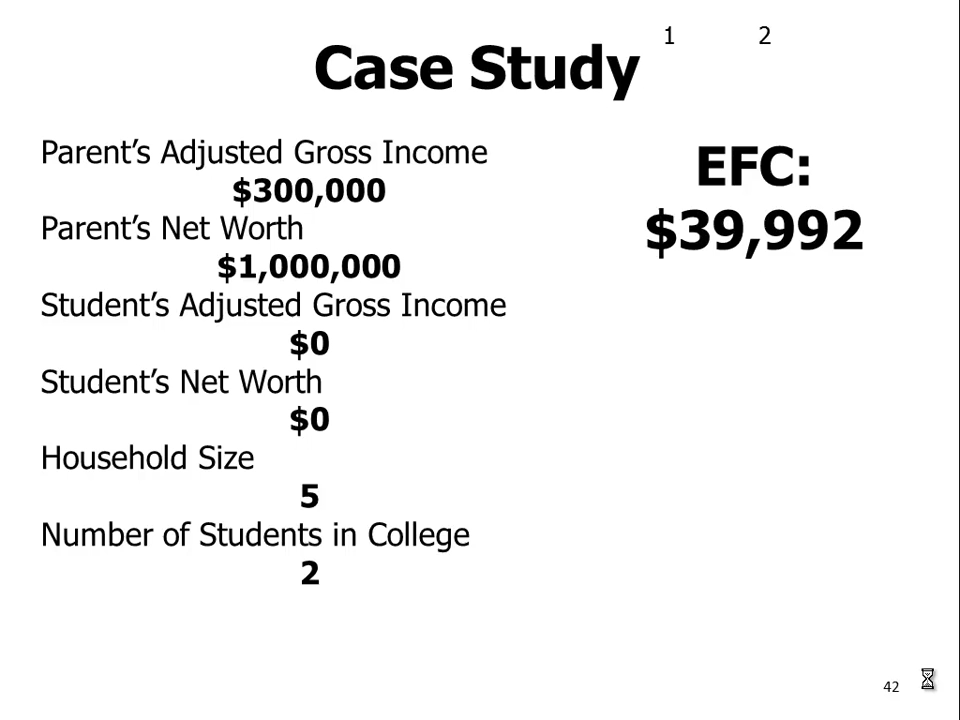 1 2
Case Study
Parent’s Adjusted Gross Income
$300,000
Parent’s Net Worth
$1,000,000
Student’s Adjusted Gross Income
$0
Student’s Net Worth
$0
Household Size
5
Number of Students in College
2
EFC:
$39,992
42